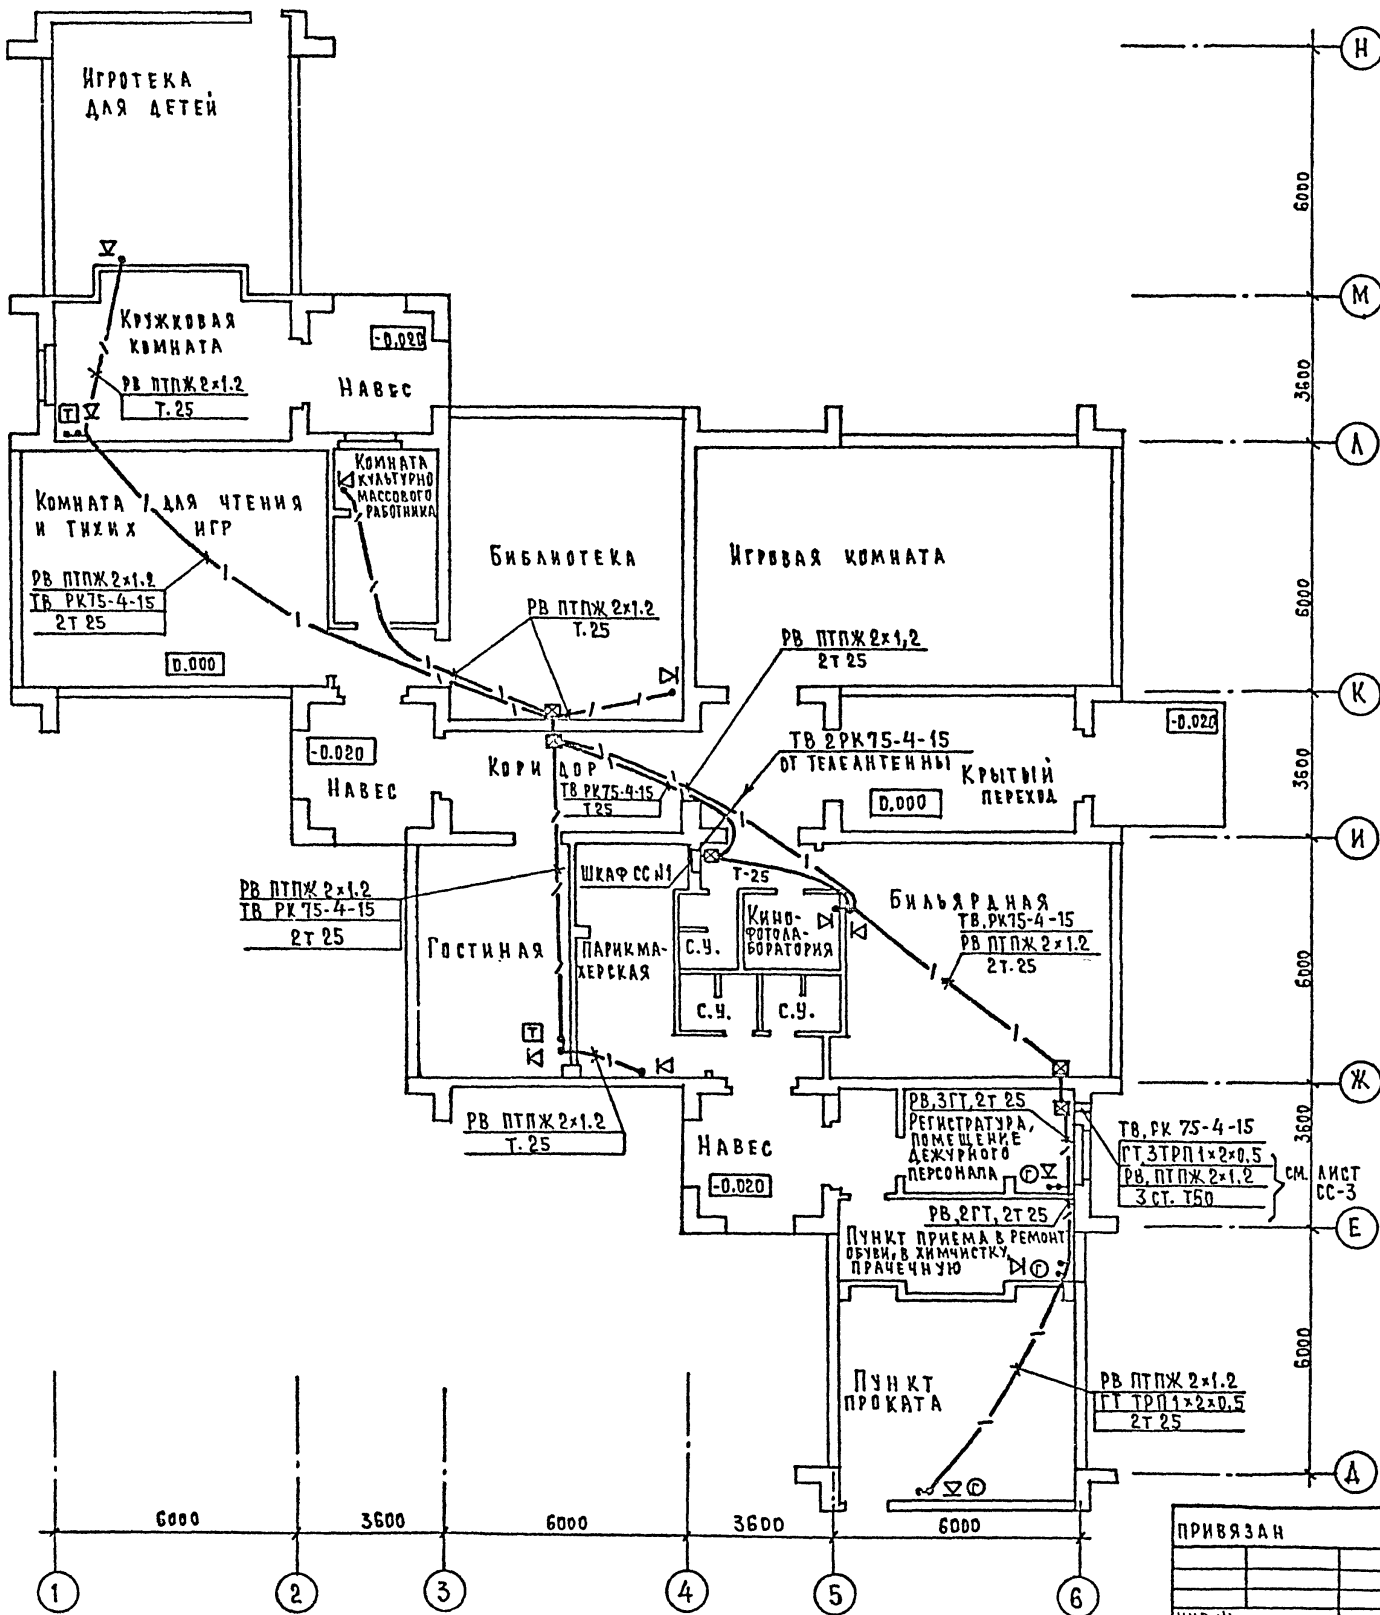 ИГРОТЕКА
ДЛЯ ДЕТЕЙ
Н
6000
М
КРУЖКОВАЯ
КОМНАТА
-0,020
НАВЕС
РВ ПТПЖ 2×1.2
Т. 25
Т
3600
Л
КОМНАТА ДЛЯ ЧТЕНИЯ
И ТИХИХ ИГР
КОМНАТА
КУЛЬТУРНО
МАССОВОГО
РАБОТНИКА
БИБЛИОТЕКА
ИГРОВАЯ КОМНАТА
РВ ПТПЖ 2×1.2
ТВ РК75-4-15
2Т 25
0.000
РВ ПТПЖ 2×1.2
Т. 25
РВ ПТПЖ 2×1,2
2Т 25
6000
К
-0.020
НАВЕС
КОРИДОР
ТВ РК75-4-15
Т 25
ТВ 2РК75-4-15
ОТ ТЕЛЕАНТЕННЫ
КРЫТЫЙ
ПЕРЕХОД
0.000
-0.020
3600
И
ШКАФ СС №1
Т-25
РВ ПТПЖ 2×1.2
ТВ РК 75-4-15
2Т 25
ГОСТИНАЯ
ПАРИКМА-
ХЕРСКАЯ
С.У.
КИНО-
ФОТОЛА-
БОРАТОРИЯ
БИЛЬЯРДНАЯ
ТВ, РК75-4-15
РВ ПТПЖ 2×1.2
2Т. 25
С.У.
С.У.
Т
6000
Ж
РВ ПТПЖ 2×1.2
Т. 25
НАВЕС
-0.020
РВ, 3ГТ, 2Т 25
РЕГИСТРАТУРА,
ПОМЕЩЕНИЕ
ДЕЖУРНОГО
ПЕРСОНАЛА
Г
ТВ, РК 75-4-15
ГТ 3ТРП 1×2×0,5
РВ, ПТПЖ 2×1.2
3 СТ. Т50
СМ. ЛИСТ
СС-3
3600
РВ, 2ГТ, 2Т 25
Е
ПУНКТ ПРИЕМА В РЕМОНТ
ОБУВИ, В ХИМЧИСТКУ,
ПРАЧЕЧНУЮ
Г
ПУНКТ
ПРОКАТА
РВ ПТПЖ 2×1.2
ГТ ТРП 1×2×0,5
2Т 25
6000
Г
Д
6000
3600
6000
3600
6000
1
2
3
4
5
6
ПРИВЯЗАН